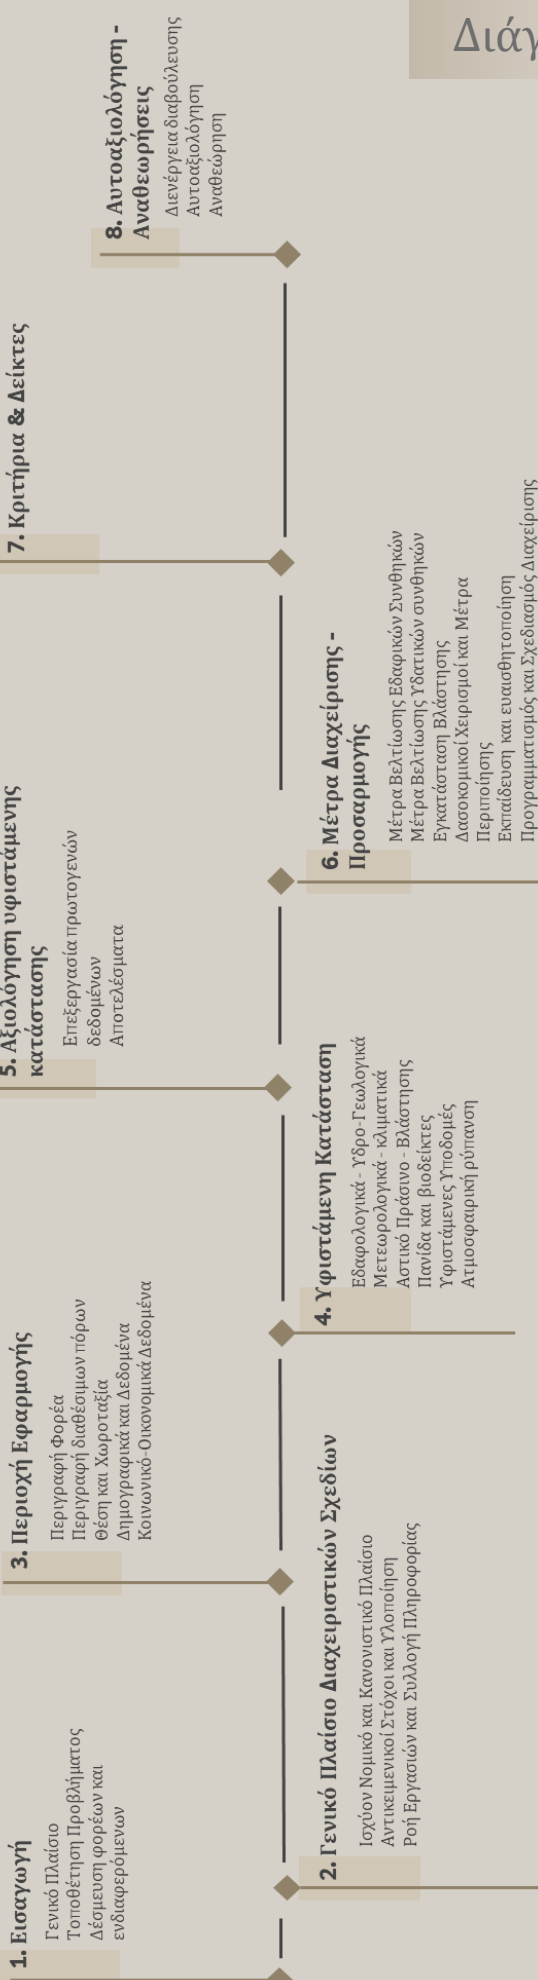 Διάγ
1. Εισαγωγή
Γενικό Πλαίσιο
Τοποθέτηση Προβλήματος
Δέσμευση φορέων και
ενδιαφερόμενων
2. Γενικό Πλαίσιο Διαχειριστικών Σχεδίων
Ισχύον Νομικό και Κανονιστικό Πλαίσιο
Αντικειμενικοί Στόχοι και Υλοποίηση
Ροή Εργασιών και Συλλογή Πληροφορίας
3. Περιοχή Εφαρμογής
Περιγραφή Φορέα
Περιγραφή διαθέσιμων πόρων
Θέση και Χωροταξία
Δημογραφικά και Δεδομένα
Κοινωνικό-Οικονομικά Δεδομένα
4. Υφιστάμενη Κατάσταση
Εδαφολογικά - Υδρο-Γεωλογικά
Μετεωρολογικά - κλιματικά
Αστικό Πράσινο - Βλάστησης
Πανίδα και βιοδείκτες
Υφιστάμενες Υποδομές
Ατμοσφαιρική ρύπανση
5. Αξιολόγηση υφιστάμενης
κατάστασης
Επεξεργασία πρωτογενών
δεδομένων
Αποτελέσματα
6. Μέτρα Διαχείρισης -
Προσαρμογής
Μέτρα Βελτίωσης Εδαφικών Συνθηκών
Μέτρα Βελτίωσης Υδατικών συνθηκών
Εγκατάσταση Βλάστησης
Δασοκομικοί Χειρισμοί και Μέτρα
Περιποίησης
Εκπαίδευση και ευαισθητοποίηση
Προγραμματισμός και Σχεδιασμός Διαχείρισης
7. Κριτήρια & Δείκτες
8. Αυτοαξιολόγηση -
Αναθεωρήσεις
Διενέργεια διαβούλευσης
Αυτοαξιολόγηση
Αναθεώρηση